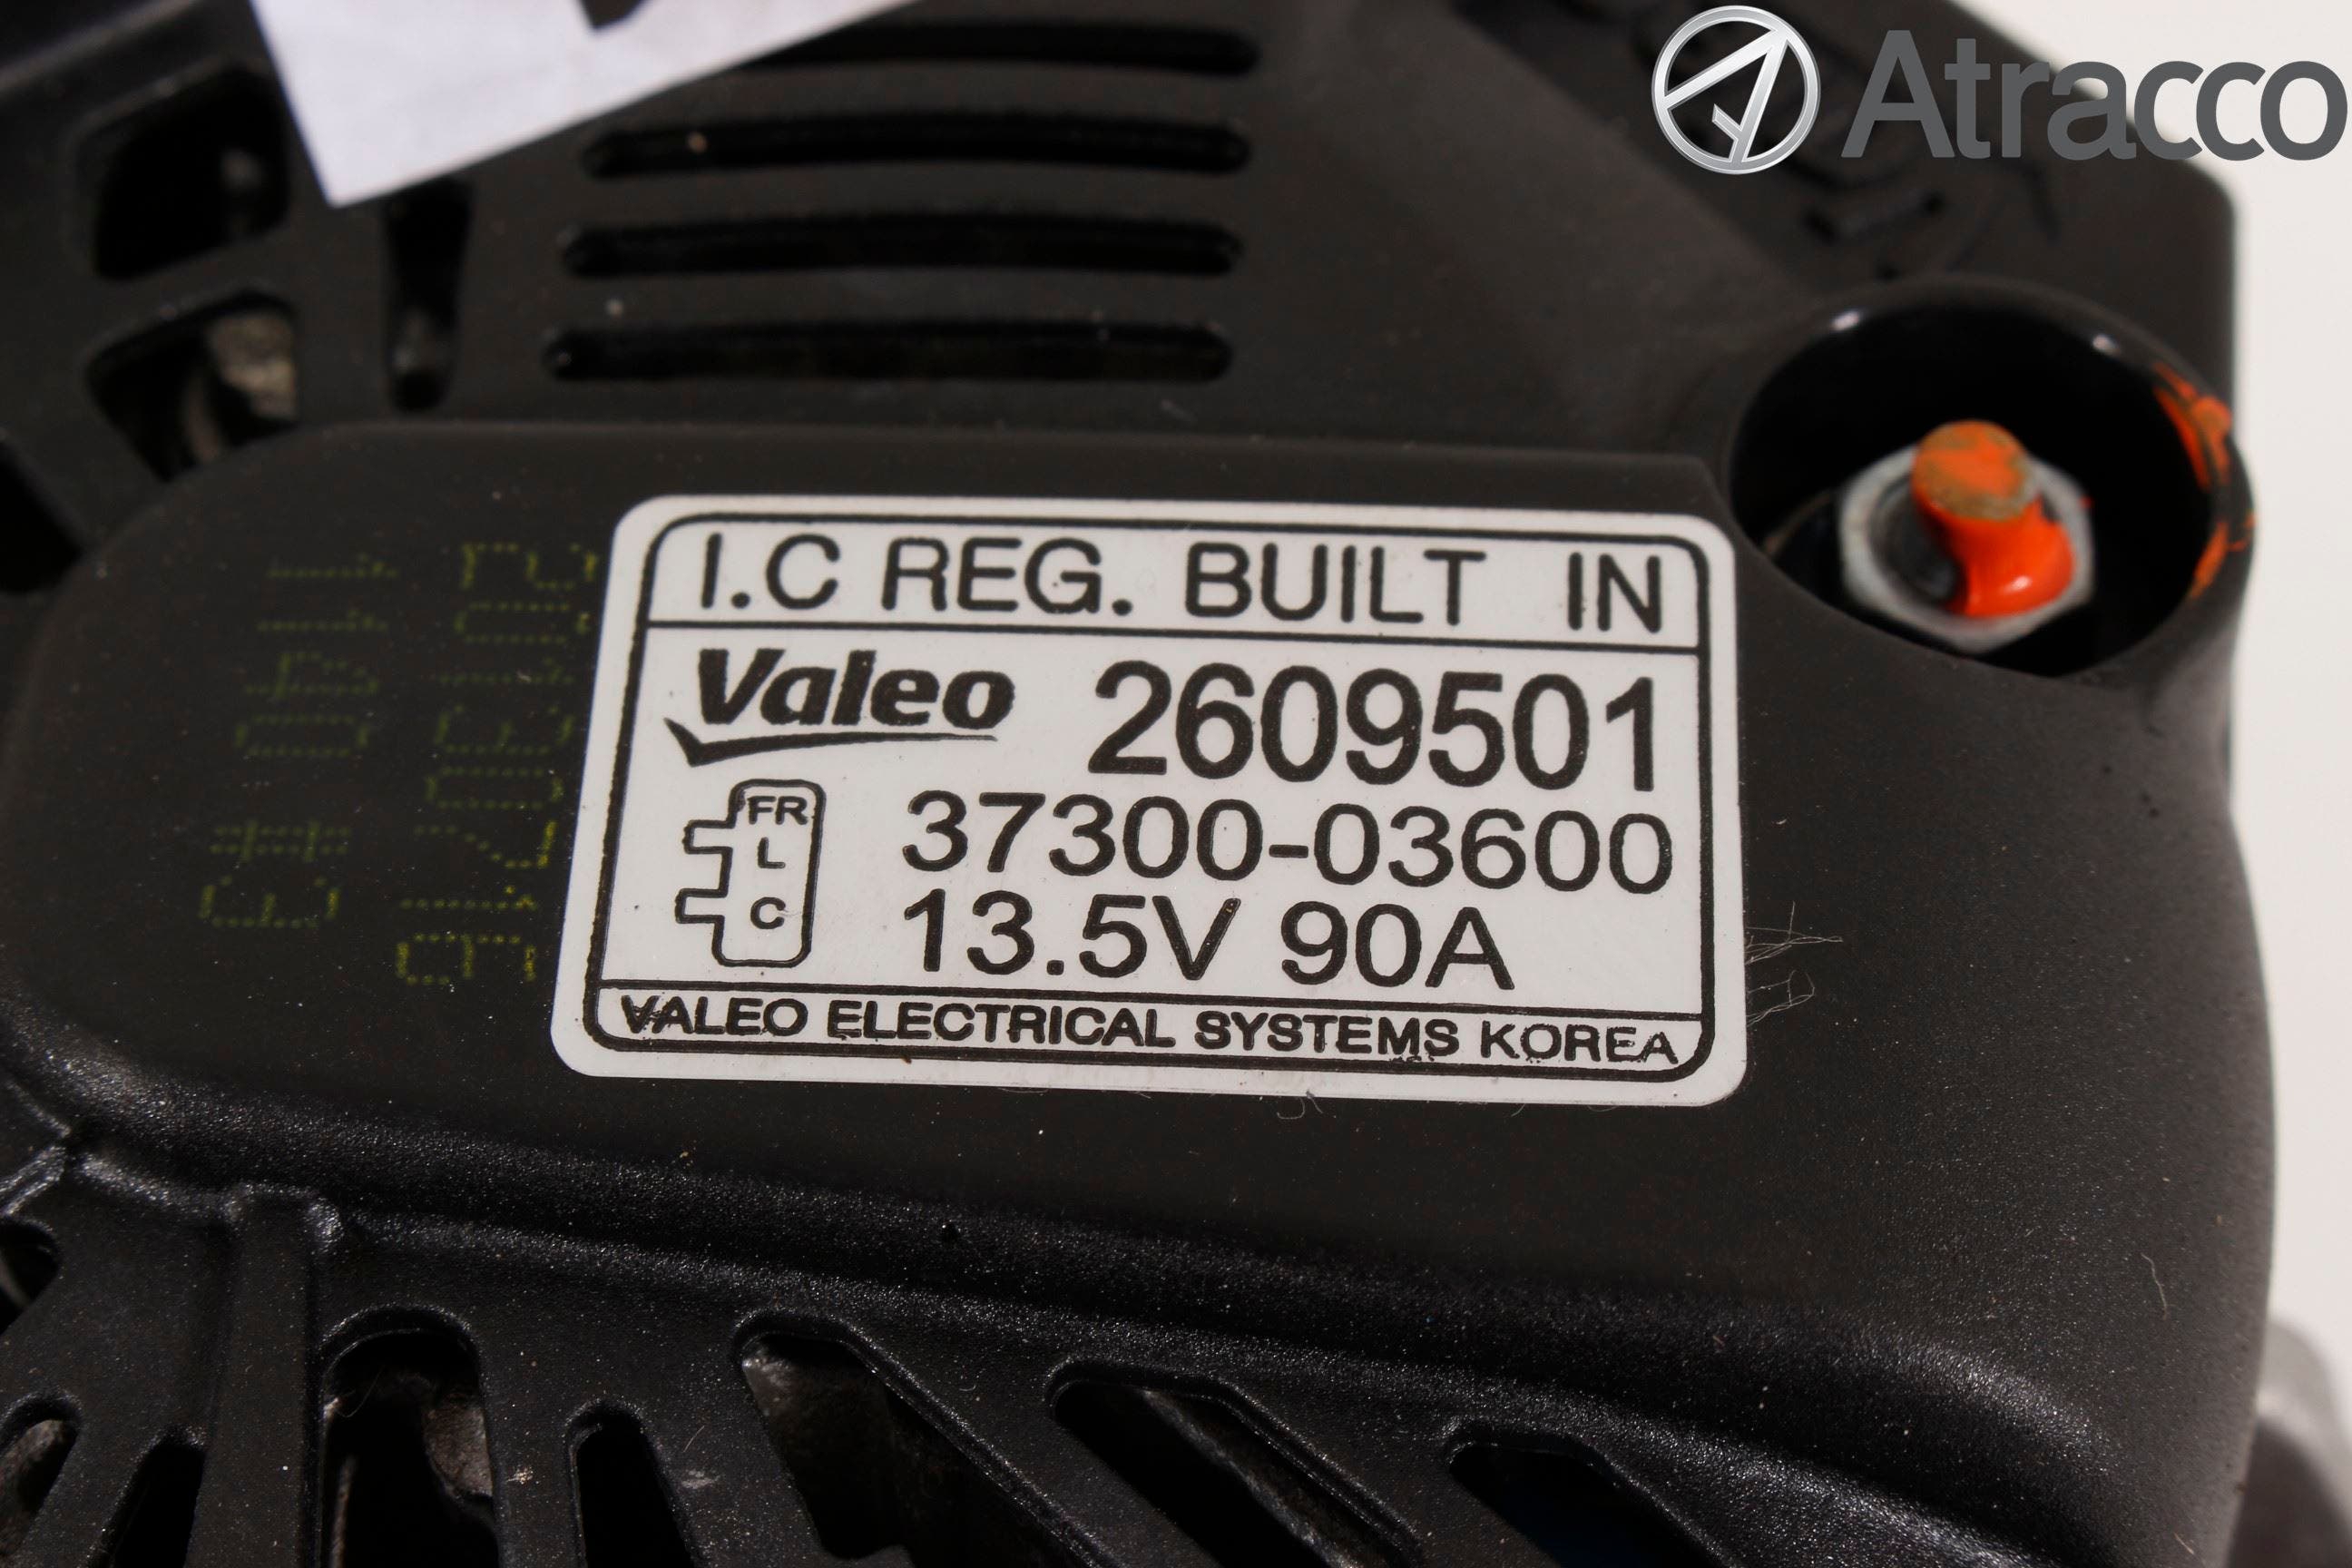 Atracco
I.C REG. BUILT IN
Valeo 2609501
FR
L
C
37300-03600
13.5V 90A
VALEO ELECTRICAL SYSTEMS KOREA